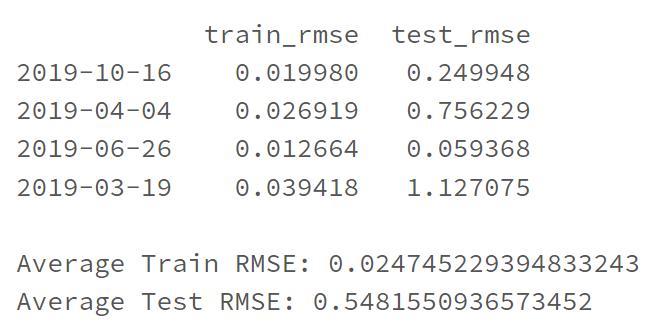 train_rmse test_rmse
2019-10-16 0.019980 0.249948
2019-04-04 0.026919 0.756229
2019-06-26 0.012664 0.059368
2019-03-19 0.039418 1.127075
Average Train RMSE: 0.024745229394833243
Average Test RMSE: 0.5481550936573452